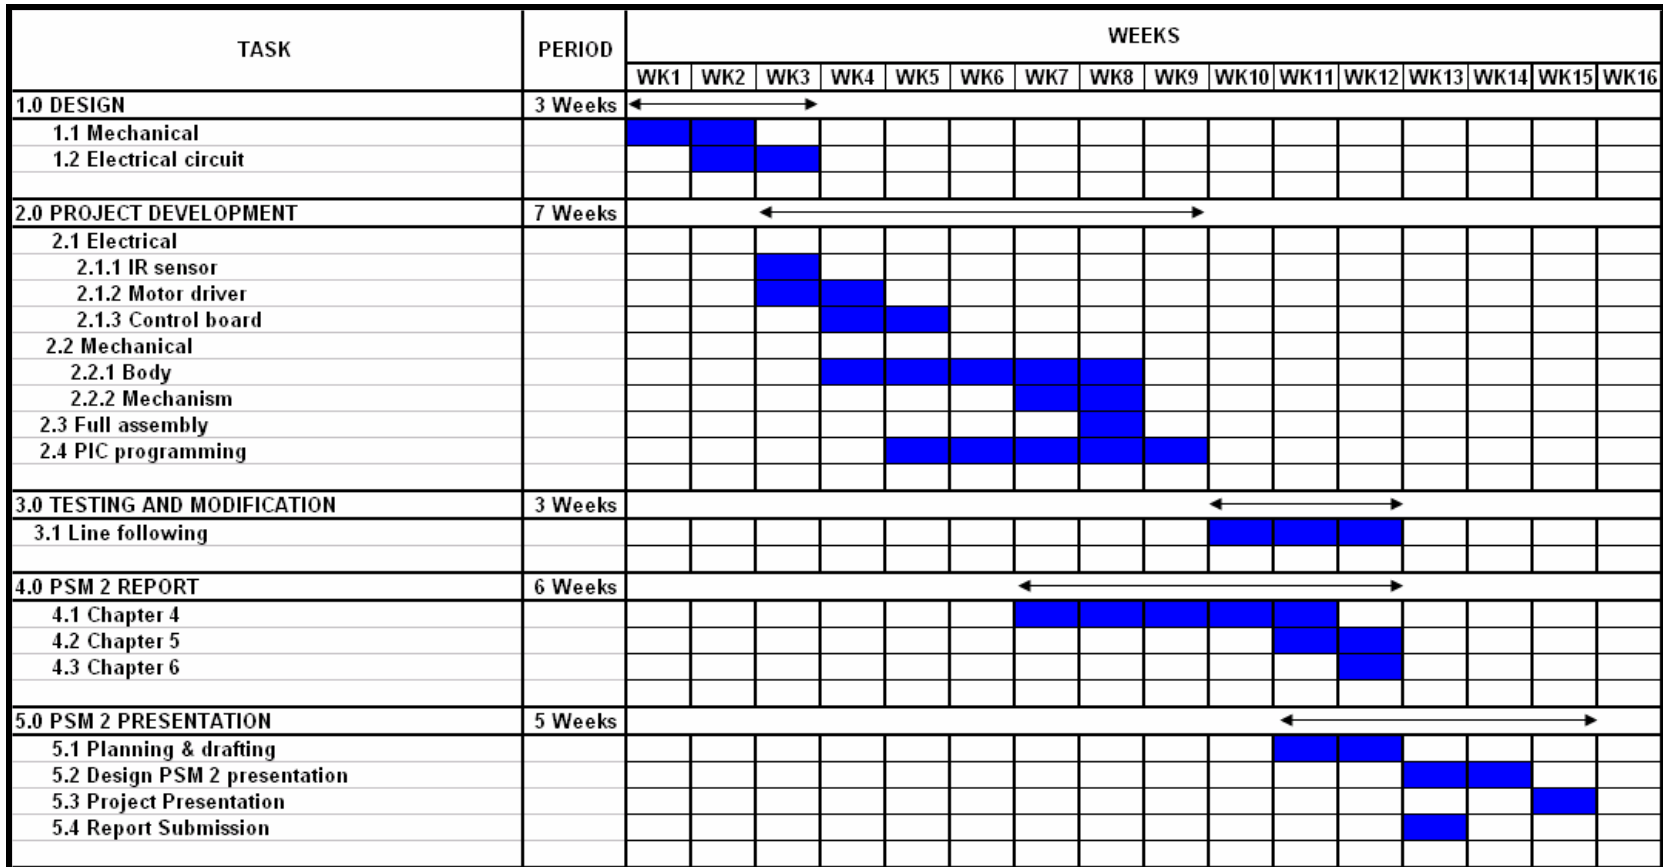 TASK PERIOD WEEKS
WK1 WK2 WK3 WK4 WK5 WK6 WK7 WK8 WK9 WK10 WK11 WK12 WK13 WK14 WK15 WK16
1.0 DESIGN 3 Weeks
1.1 Mechanical
1.2 Electrical circuit
2.0 PROJECT DEVELOPMENT 7 Weeks
2.1 Electrical
2.1.1 IR sensor
2.1.2 Motor driver
2.1.3 Control board
2.2 Mechanical
2.2.1 Body
2.2.2 Mechanism
2.3 Full assembly
2.4 PIC programming
3.0 TESTING AND MODIFICATION 3 Weeks
3.1 Line following
4.0 PSM 2 REPORT 6 Weeks
4.1 Chapter 4
4.2 Chapter 5
4.3 Chapter 6
5.0 PSM 2 PRESENTATION 5 Weeks
5.1 Planning & drafting
5.2 Design PSM 2 presentation
5.3 Project Presentation
5.4 Report Submission